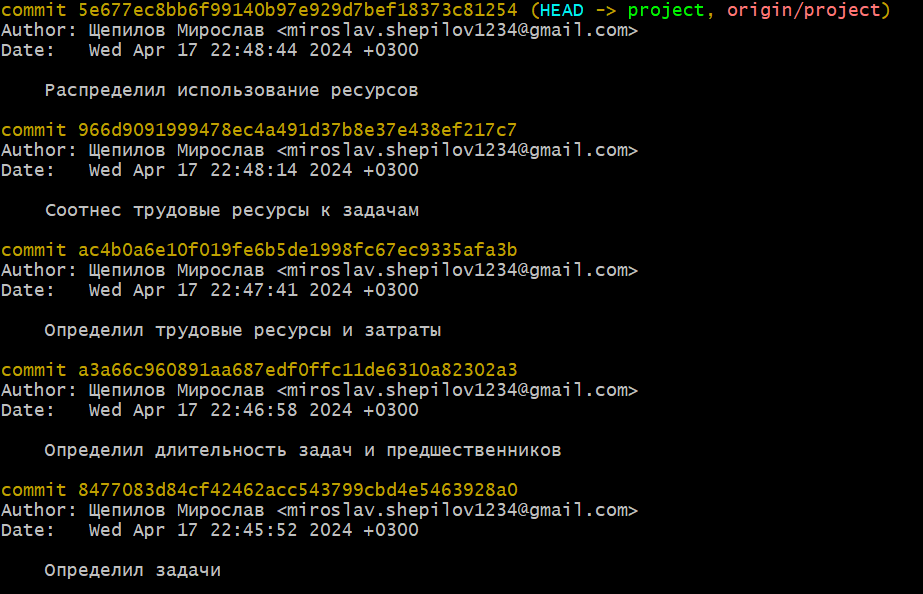 commit 5e677ec8bb6f99140b97e929d7bef18373c81254 (HEAD -> project, origin/project)
Author: Щепилов Мирослав <miroslav.shepilov1234@gmail.com>
Date:   Wed Apr 17 22:48:44 2024 +0300
Распределил использование ресурсов
commit 966d9091999478ec4a491d37b8e37e438ef217c7
Author: Щепилов Мирослав <miroslav.shepilov1234@gmail.com>
Date:   Wed Apr 17 22:48:14 2024 +0300
Соотнес трудовые ресурсы к задачам
commit ac4b0a6e10f019fe6b5de1998fc67ec9335afa3b
Author: Щепилов Мирослав <miroslav.shepilov1234@gmail.com>
Date:   Wed Apr 17 22:47:41 2024 +0300
Определил трудовые ресурсы и затраты
commit a3a66c960891aa687edf0ffc11de6310a82302a3
Author: Щепилов Мирослав <miroslav.shepilov1234@gmail.com>
Date:   Wed Apr 17 22:46:58 2024 +0300
Определил длительность задач и предшественников
commit 8477083d84cf42462acc543799cbd4e5463928a0
Author: Щепилов Мирослав <miroslav.shepilov1234@gmail.com>
Date:   Wed Apr 17 22:45:52 2024 +0300
Определил задачи